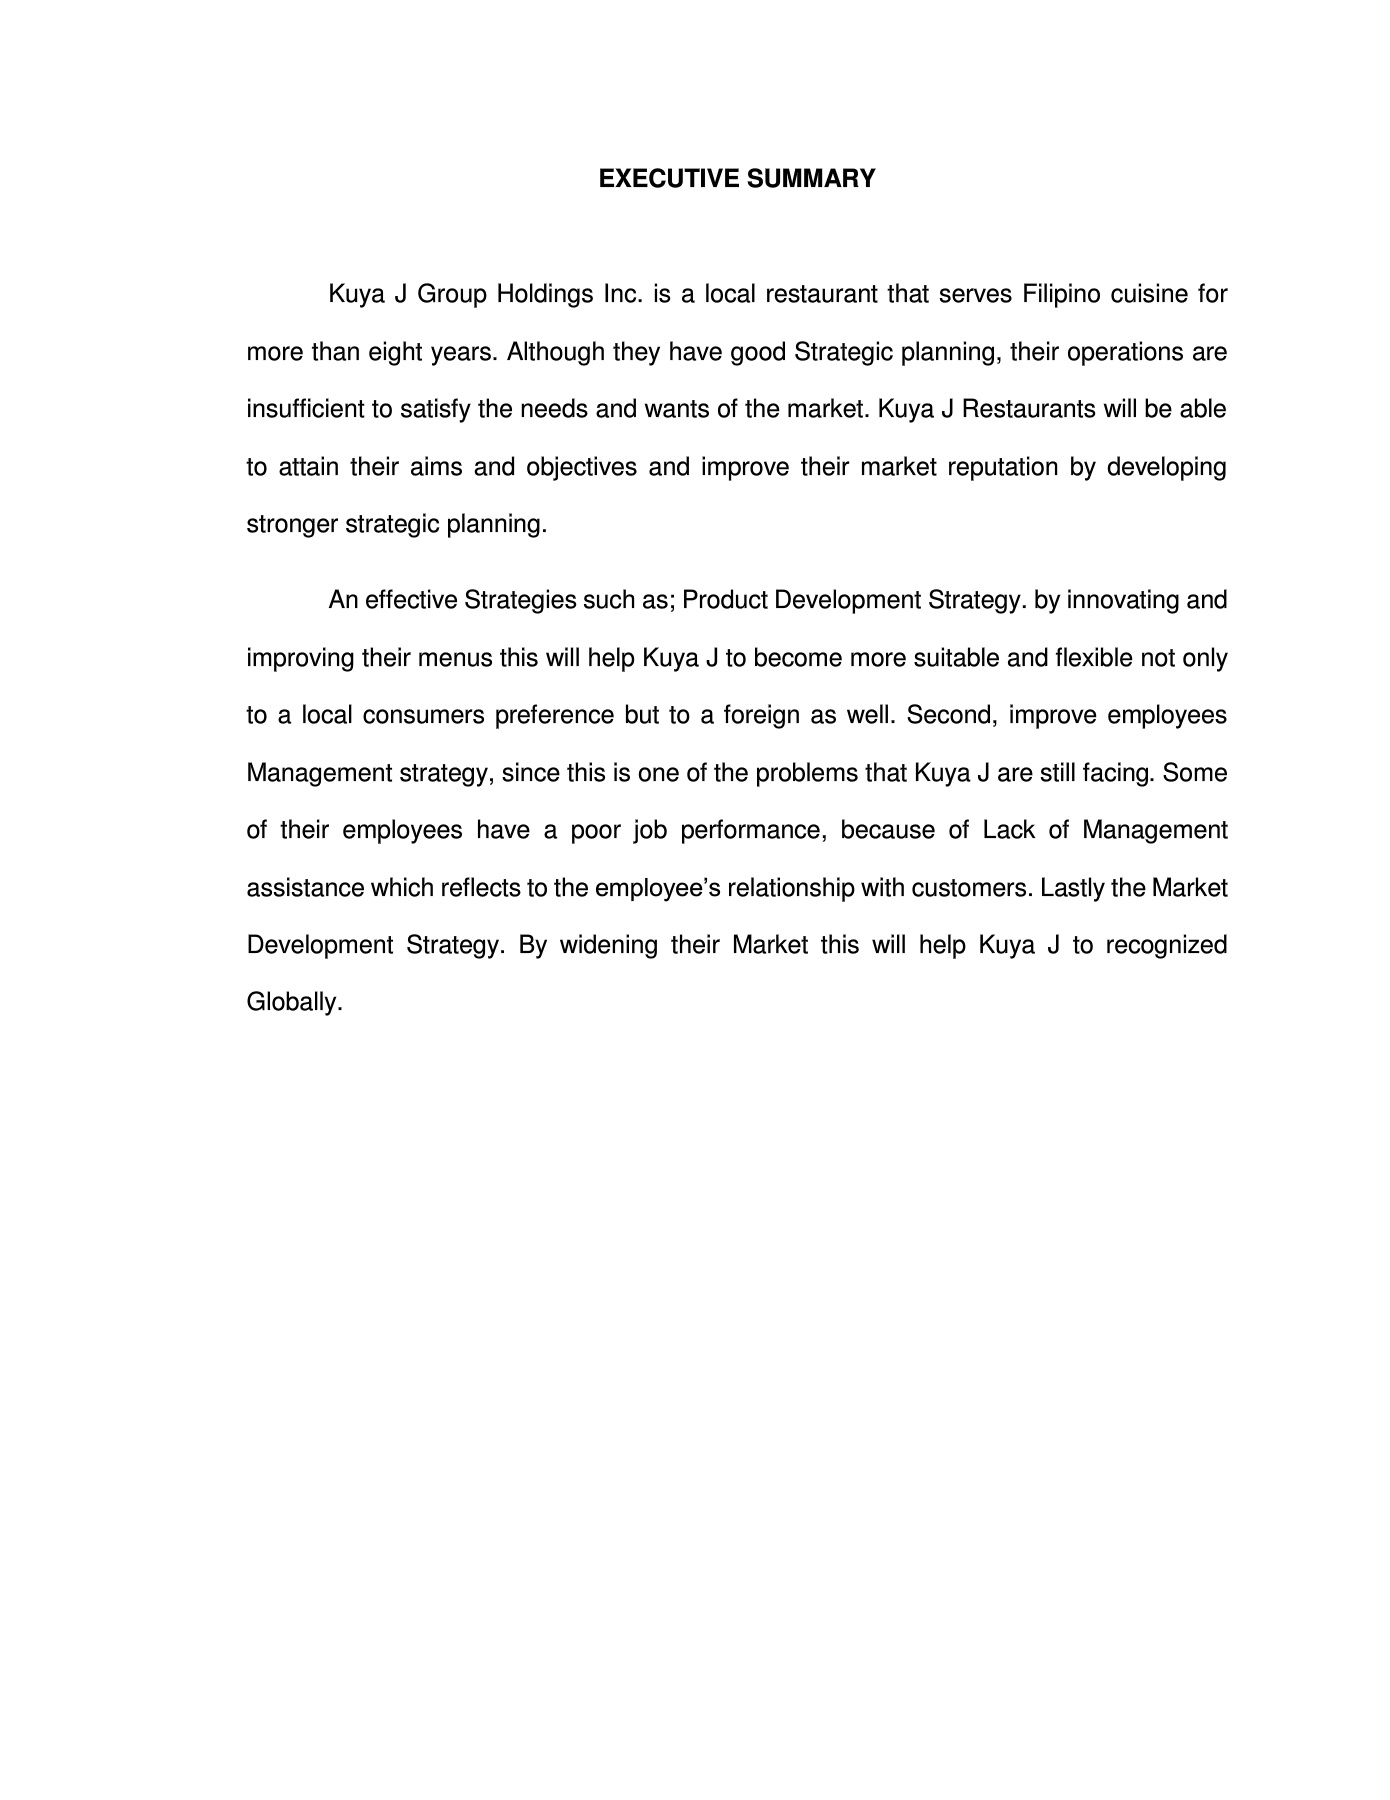 EXECUTIVE SUMMARY
Kuya J Group Holdings Inc. is a local restaurant that serves Filipino cuisine for
more than eight years. Although they have good Strategic planning, their operations are
insufficient to satisfy the needs and wants of the market. Kuya J Restaurants will be able
to attain their aims and objectives and improve their market reputation by developing
stronger strategic planning.
An effective Strategies such as; Product Development Strategy. by innovating and
improving their menus this will help Kuya J to become more suitable and flexible not only
to a local consumers preference but to a foreign as well. Second, improve employees
Management strategy, since this is one of the problems that Kuya J are still facing. Some
of their employees have a poor job performance, because of Lack of Management
assistance which reflects to the employee’s relationship with customers. Lastly the Market
Development Strategy. By widening their Market this will help Kuya J to recognized
Globally.